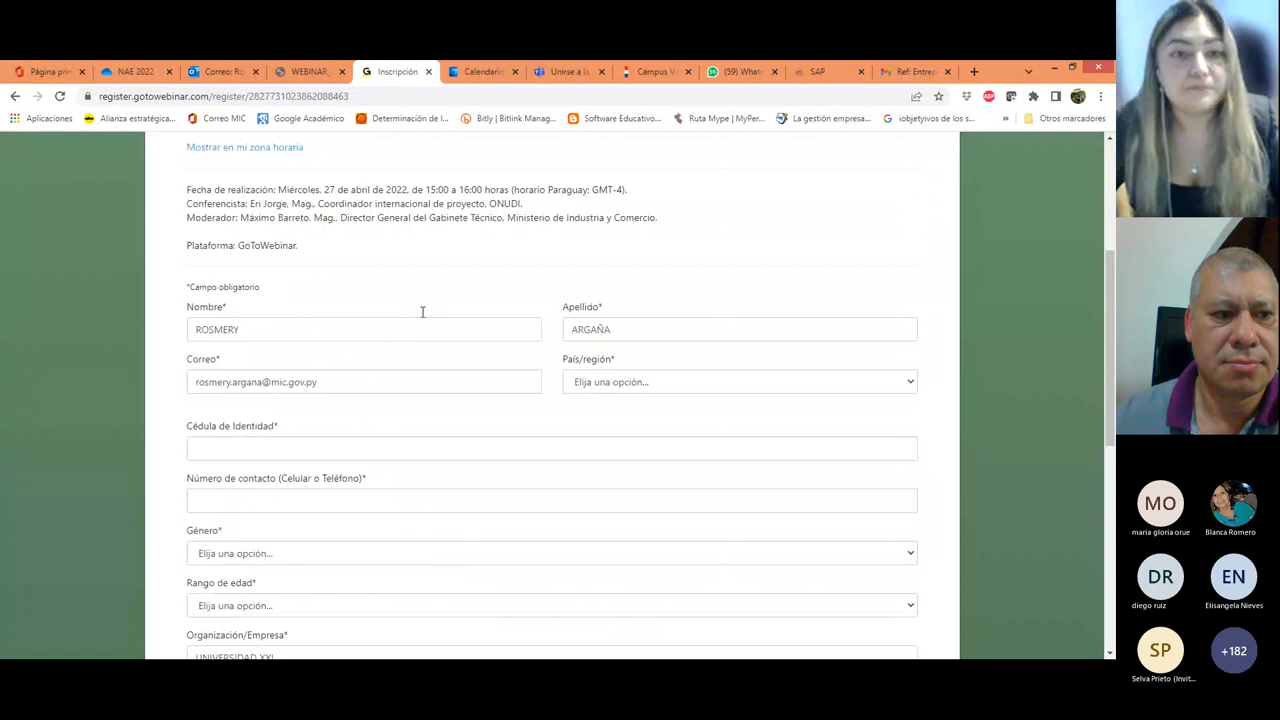 Página prin
NAE 2022
Correo: Ro
WEBINAR_
Inscripción
Calendario
Unirse a la
Campus V
(59) Whats
SAP
Ref: Entrep
register.gotowebinar.com/register/2827731023862088463
Aplicaciones
Alianza estratégica...
Correo MIC
Google Académico
Determinación de l...
Bitly | Bitlink Manag...
Software Educativo...
Ruta Mype | MyPer...
La gestión empresa...
iobjetyivos de los s...
»
Otros marcadores
Mostrar en mi zona horaria
Fecha de realización: Miércoles, 27 de abril de 2022, de 15:00 a 16:00 horas (horario Paraguay: GMT-4).
Conferencista: Eri Jorge, Mag., Coordinador internacional de proyecto, ONUDI.
Moderador: Máximo Barreto, Mag., Director General del Gabinete Técnico, Ministerio de Industria y Comercio.
Plataforma: GoToWebinar.
*Campo obligatorio
Nombre*
Apellido*
ROSMERY
ARGAÑA
Correo*
País/región*
rosmery.argana@mic.gov.py
Elija una opción...
Cédula de Identidad*
Número de contacto (Celular o Teléfono)*
Género*
Elija una opción...
Rango de edad*
Elija una opción...
Organización/Empresa*
UNIVERSIDAD XXI
MO
maria gloria orue
Blanca Romero
DR
diego ruiz
EN
Elisangela Nieves
SP
Selva Prieto (Invit...
+182